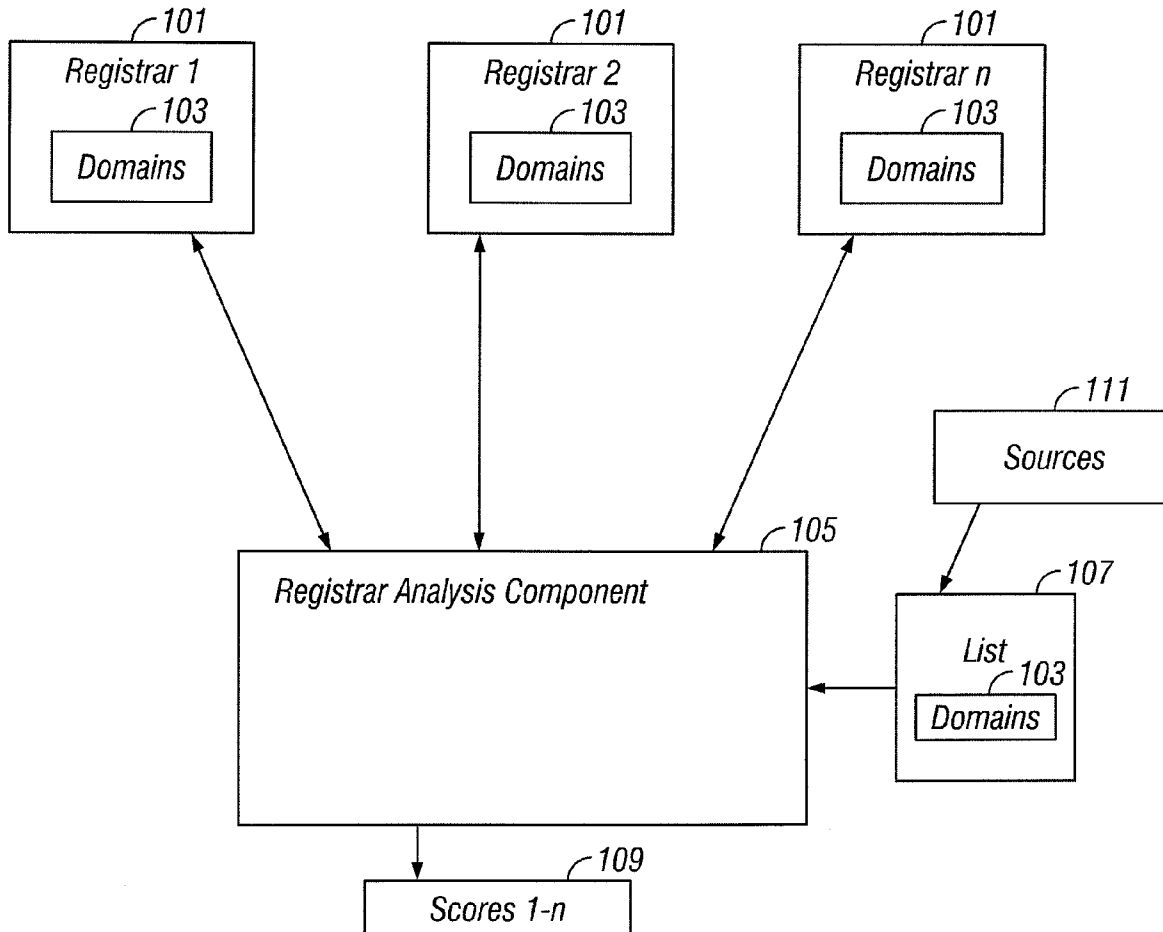 101
101
101
Registrar 1
Registrar 2
Registrar n
103
103
103
Domains
Domains
Domains
111
Sources
105
Registrar Analysis Component
107
List
103
Domains
109
Scores 1-n